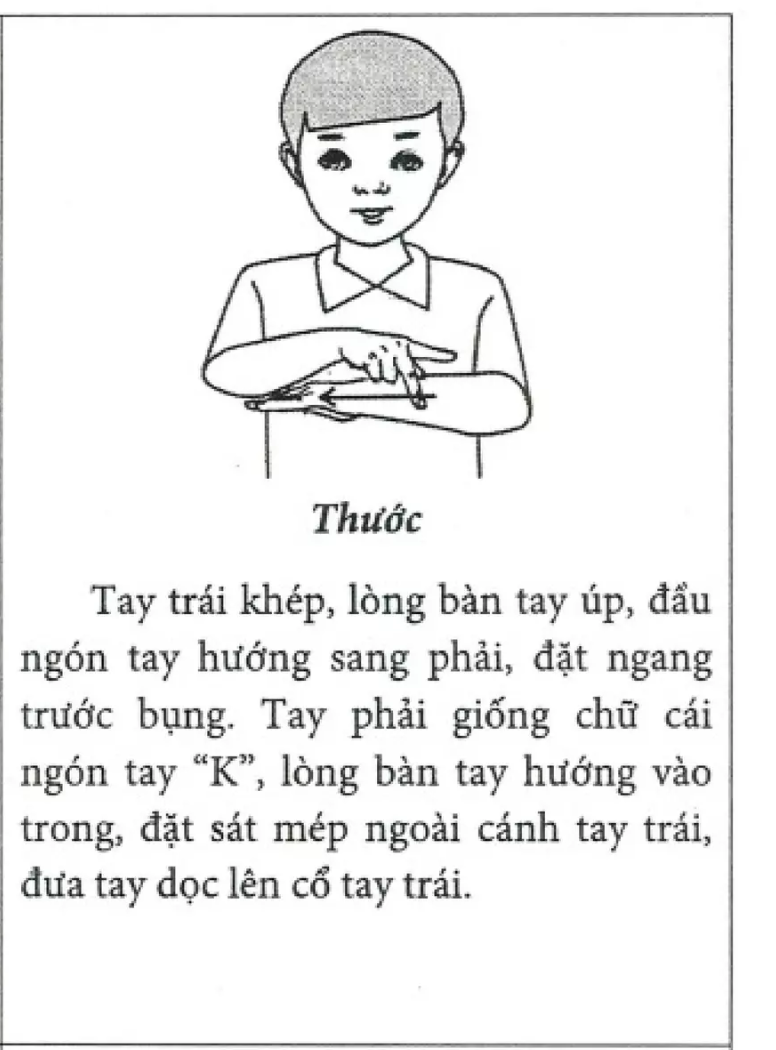 Thước
Tay trái khép, lòng bàn tay úp, đầu
ngón tay hướng sang phải, đặt ngang
trước bụng. Tay phải giống chữ cái
ngón tay “K”, lòng bàn tay hướng vào
trong, đặt sát mép ngoài cánh tay trái,
đưa tay dọc lên cổ tay trái.